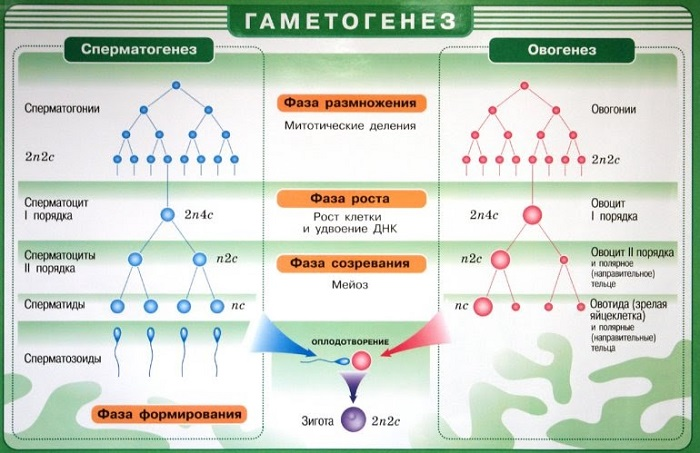 ГАМЕТОГЕНЕЗ
Сперматогенез
Сперматогонии
2n2c
Сперматоцит
I порядка
2n4c
Сперматоциты
II порядка
n2c
Сперматиды
nc
Сперматозоиды
Фаза формирования
Фаза размножения
Митотические деления
Фаза роста
Рост клетки
и удвоение ДНК
Фаза созревания
Мейоз
ОПЛОДОТВОРЕНИЕ
Зигота
2n2c
Овогенез
Овогонии
2n2c
2n4c
Овоцит
I порядка
n2c
Овоцит II порядка
и полярное
(направительное)
тельце
nc
Овотида (зрелая
яйцеклетка)
и полярные
(направительные)
тельца